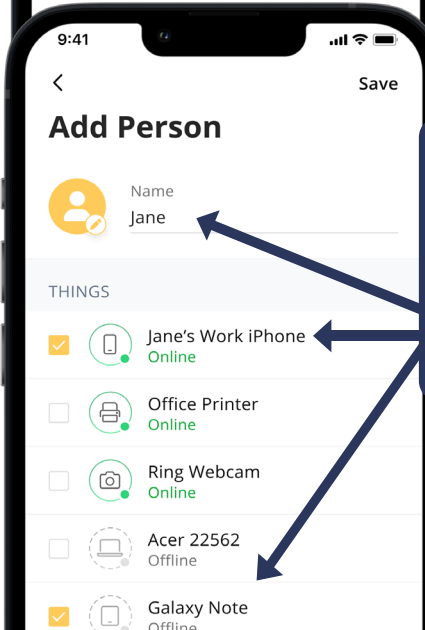 9:41
Save
Add Person
Name
Jane
THINGS
Jane's Work iPhone
Online
Office Printer
Online
Ring Webcam
Online
Acer 22562
Offline
Galaxy Note
Offline